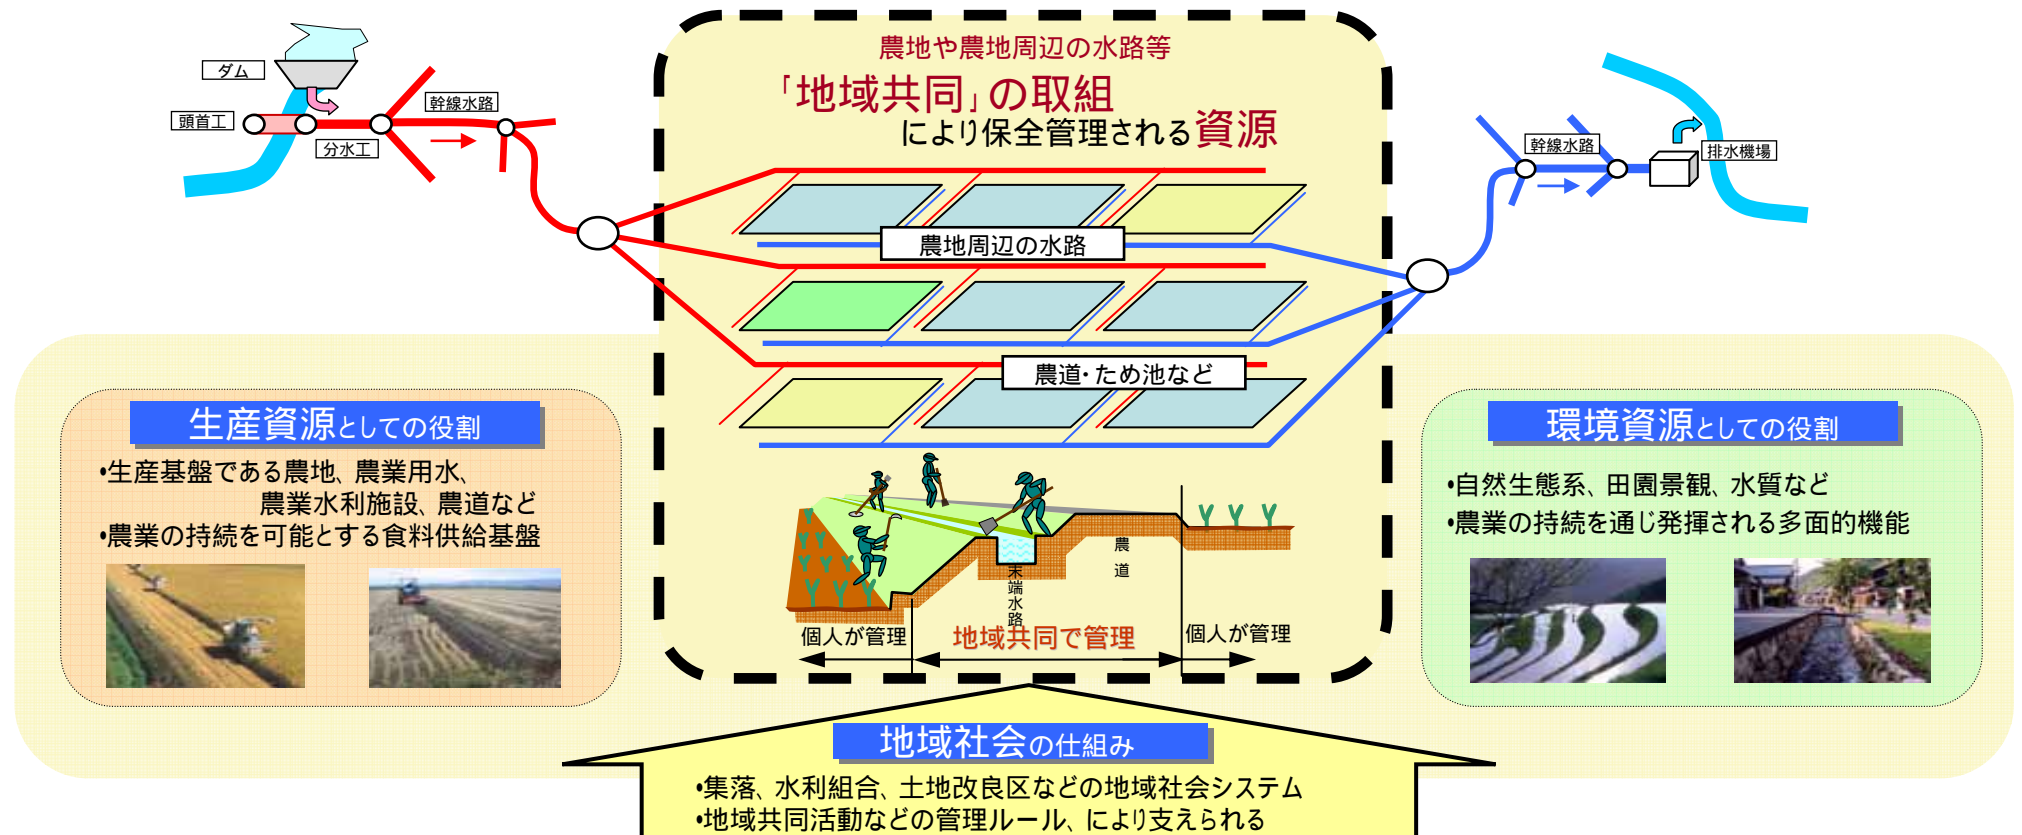 ダム
頭首工
分水工
幹線水路
農地や農地周辺の水路等
「地域共同」の取組
により保全管理される資源
幹線水路
排水機場
農地周辺の水路
農道・ため池など
生産資源としての役割
・生産基盤である農地、農業用水、
農業水利施設、農道など
・農業の持続を可能とする食料供給基盤
農道
末端水路
個人が管理
地域共同で管理
個人が管理
環境資源としての役割
・自然生態系、田園景観、水質など
・農業の持続を通じ発揮される多面的機能
地域社会の仕組み
・集落、水利組合、土地改良区などの地域社会システム
・地域共同活動などの管理ルール、により支えられる